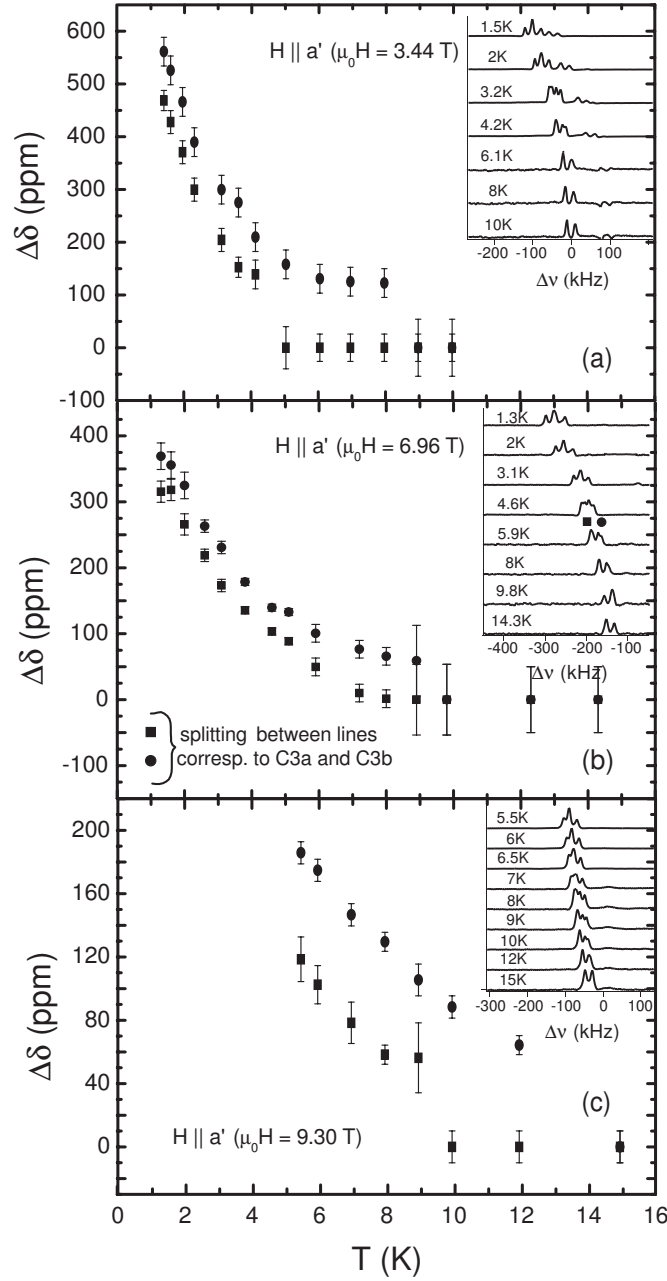 600
500
400
300
200
100
0
-100
Δδ (ppm)
H || a' (μ₀H = 3.44 T)
1.5K
2K
3.2K
4.2K
6.1K
8K
10K
-200 -100 0 100
Δν (kHz)
(a)
400
300
200
100
0
-100
Δδ (ppm)
H || a' (μ₀H = 6.96 T)
1.3K
2K
3.1K
4.6K
5.9K
8K
9.8K
14.3K
-400 -300 -200 -100
Δν (kHz)
splitting between lines
corresp. to C3a and C3b
(b)
200
160
120
80
40
0
Δδ (ppm)
5.5K
6K
6.5K
7K
8K
9K
10K
12K
15K
-300 -200 -100 0 100
Δν (kHz)
(c)
H || a' (μ₀H = 9.30 T)
0 2 4 6 8 10 12 14 16
T (K)